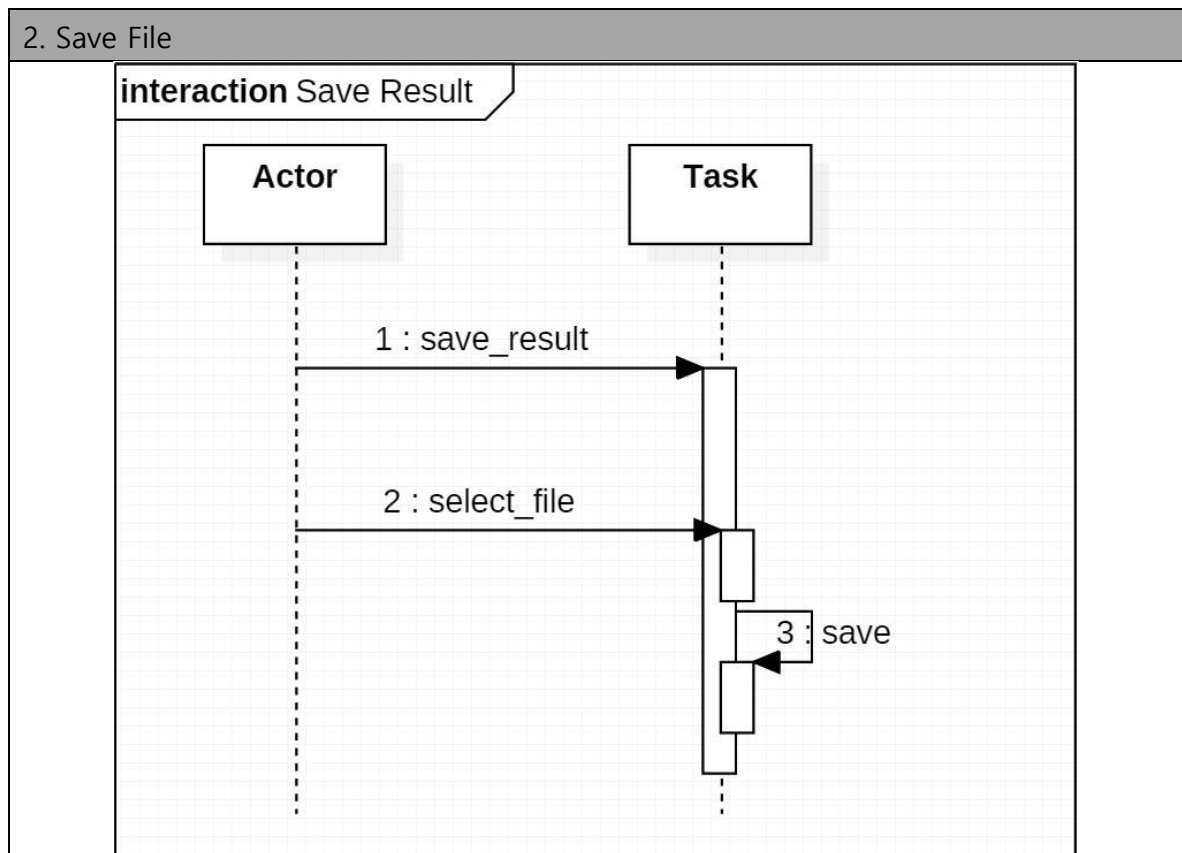 2. Save File
interaction Save Result
Actor
Task
1 : save_result
2 : select_file
3 : save